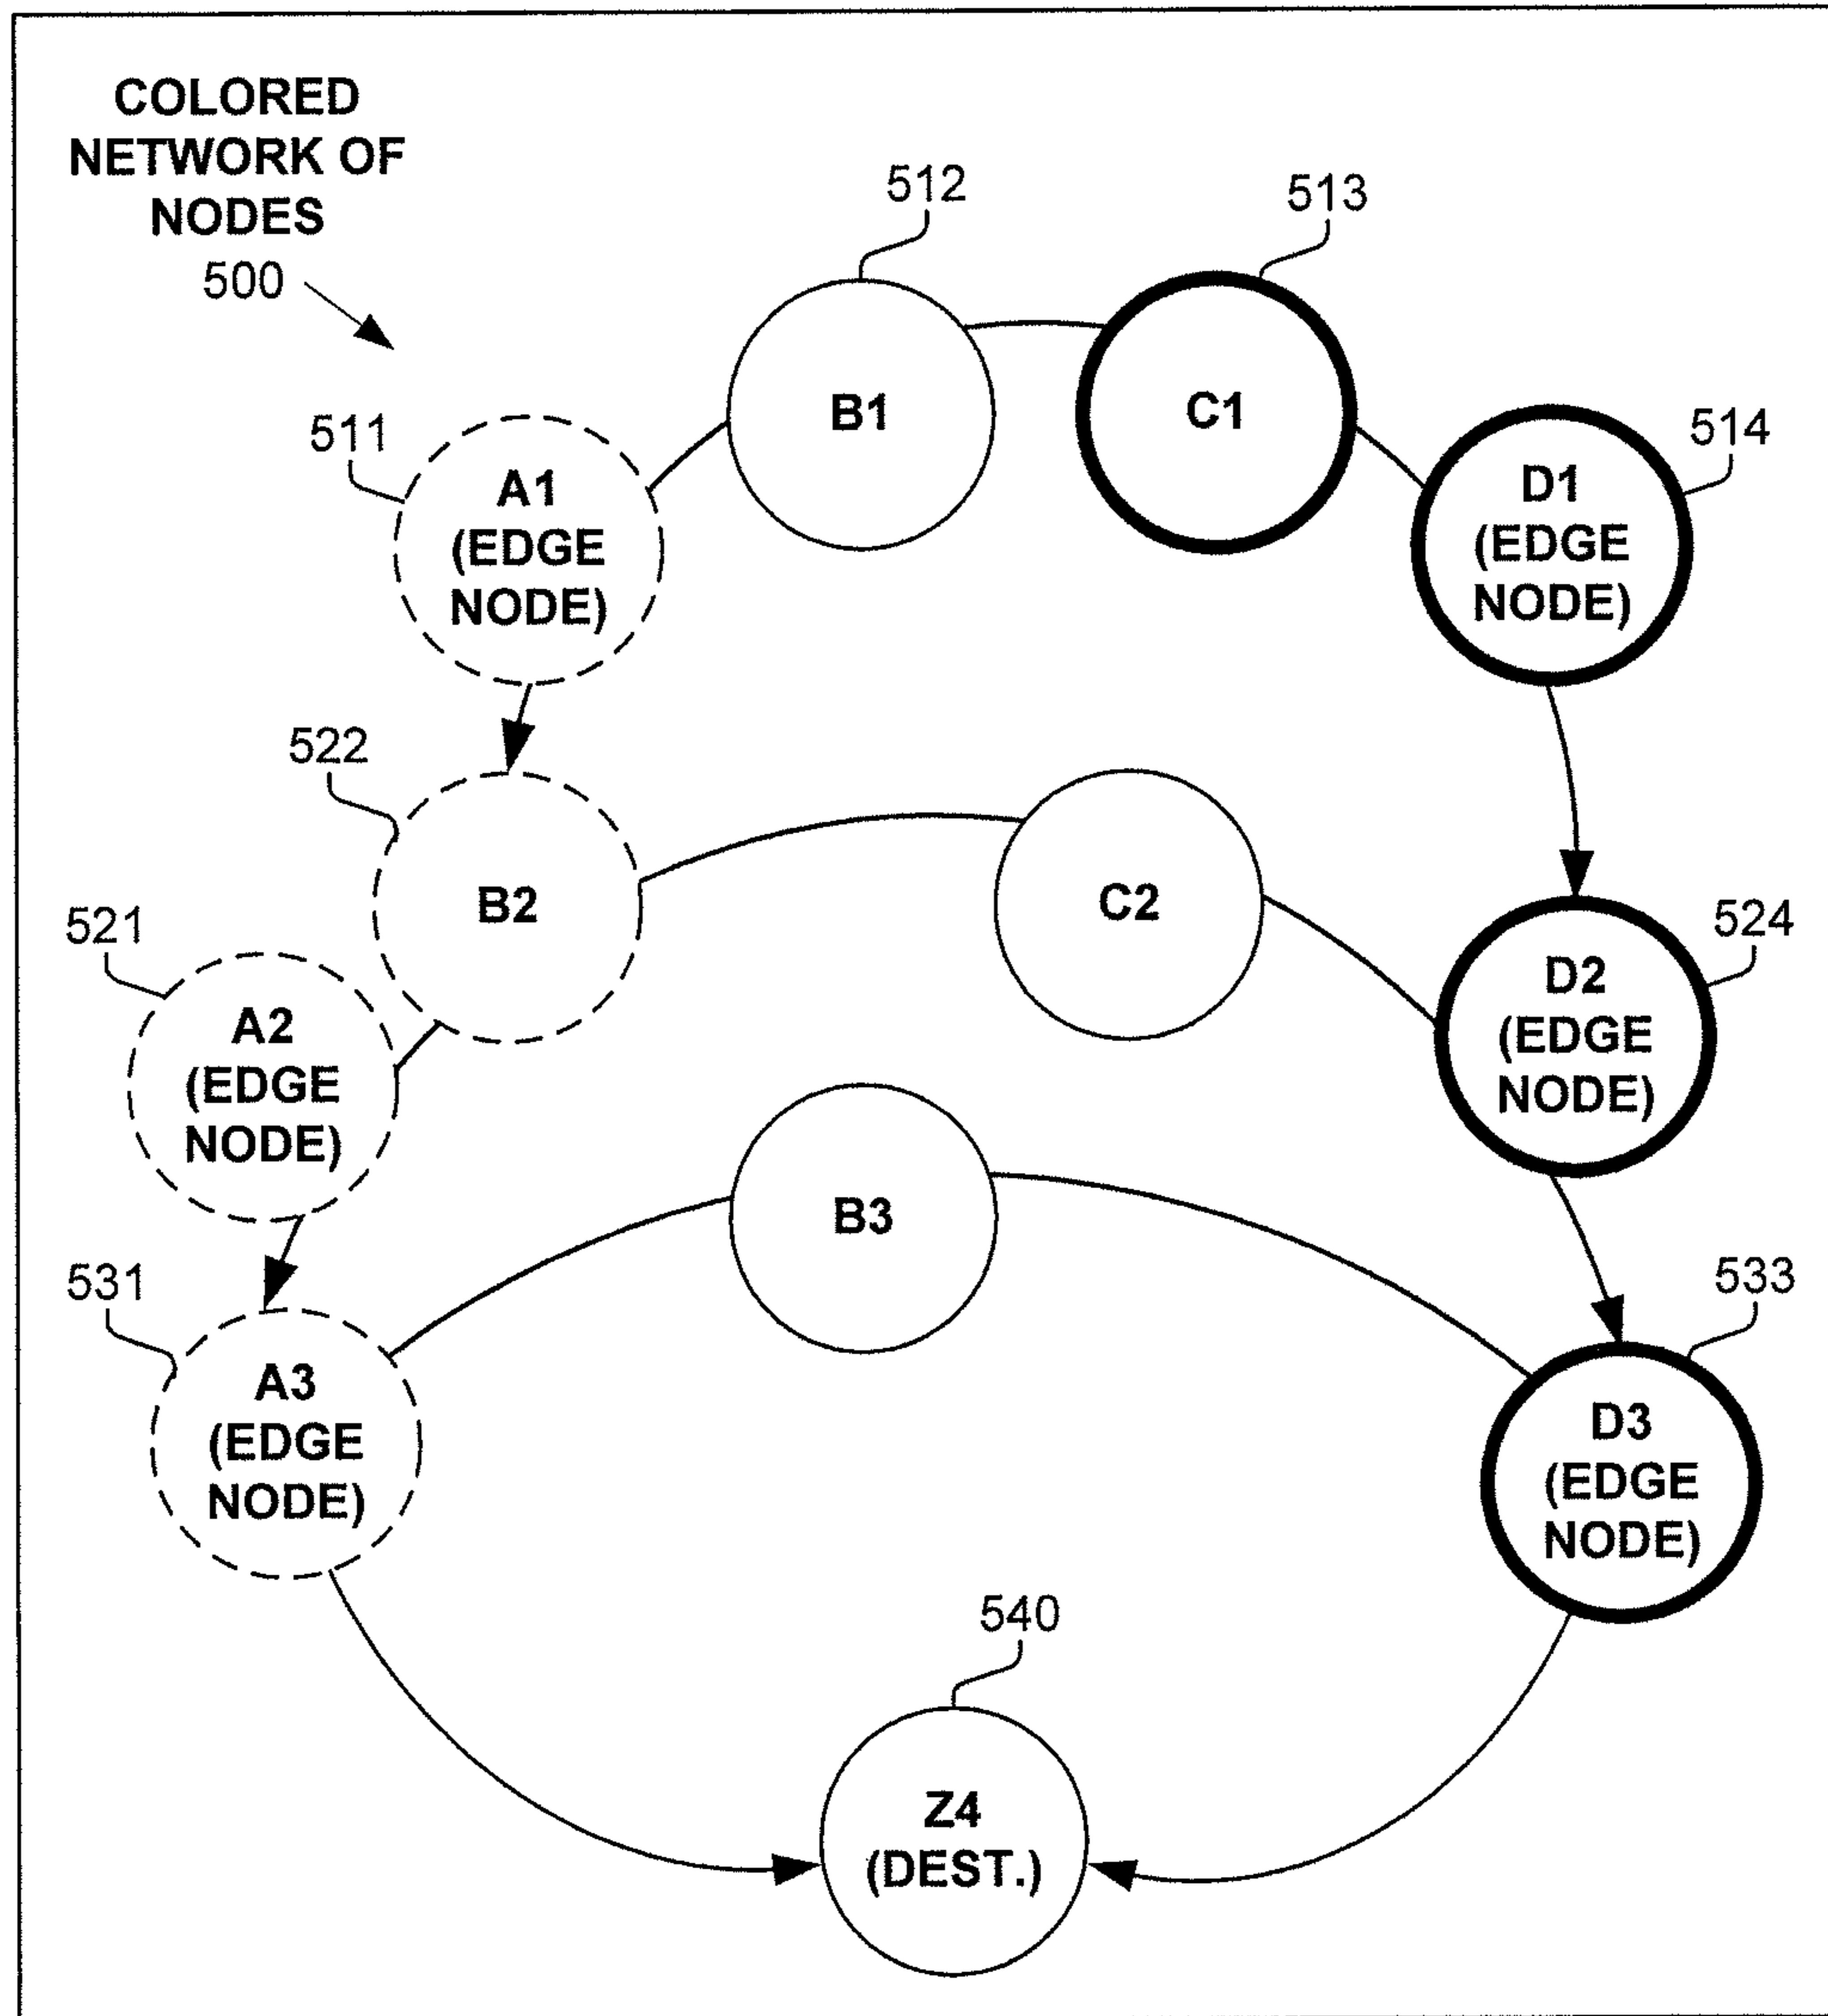 COLORED
NETWORK OF
NODES
500
512
513
B1
C1
511
514
A1
(EDGE
NODE)
D1
(EDGE
NODE)
522
B2
C2
521
524
A2
(EDGE
NODE)
D2
(EDGE
NODE)
B3
531
533
A3
(EDGE
NODE)
D3
(EDGE
NODE)
540
Z4
(DEST.)